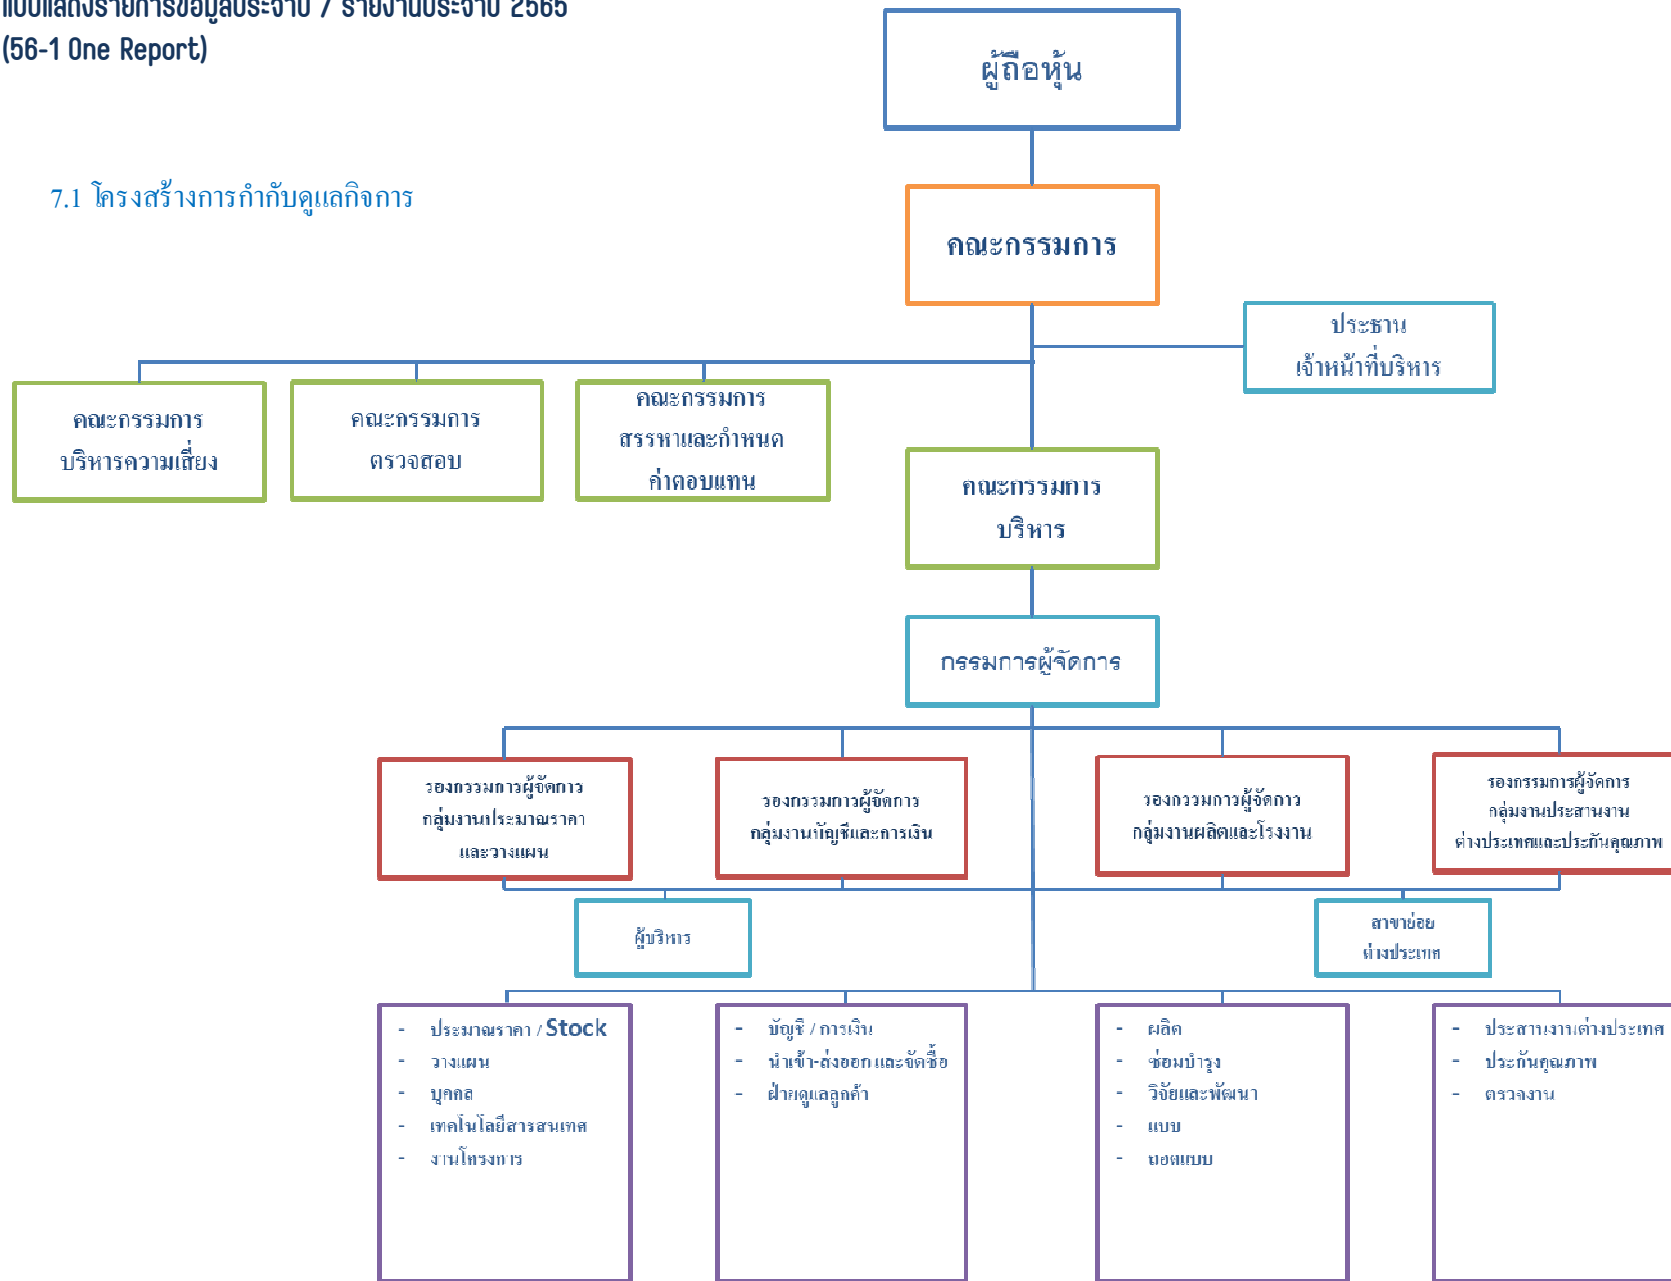 แบบแสดงรายการข้อมูลประจำปี / รายงานประจำปี 2565
(56-1 One Report)
ผู้ถือหุ้น
7.1 โครงสร้างการกำกับดูแลกิจการ
คณะกรรมการ
ประธาน
เจ้าหน้าที่บริหาร
คณะกรรมการ
บริหารความเสี่ยง
คณะกรรมการ
ตรวจสอบ
คณะกรรมการ
สรรหาและกำหนด
ค่าตอบแทน
คณะกรรมการ
บริหาร
กรรมการผู้จัดการ
รองกรรมการผู้จัดการ
กลุ่มงานประมาณราคา
และวางแผน
รองกรรมการผู้จัดการ
กลุ่มงานบัญชีและการเงิน
รองกรรมการผู้จัดการ
กลุ่มงานผลิตและโรงงาน
รองกรรมการผู้จัดการ
กลุ่มงานประสานงาน
ต่างประเทศและประกันคุณภาพ
ผู้บริหาร
สาขาย่อย
ต่างประเทศ
- ประมาณราคา / Stock
- วางแผน
- บุคคล
- เทคโนโลยีสารสนเทศ
- งานโครงการ
- บัญชี / การเงิน
- นำเข้า-ส่งออก และจัดซื้อ
- ฝ่ายดูแลลูกค้า
- ผลิต
- ซ่อมบำรุง
- วิจัยและพัฒนา
- แบบ
- ถอดแบบ
- ประสานงานต่างประเทศ
- ประกันคุณภาพ
- ตรวจงาน